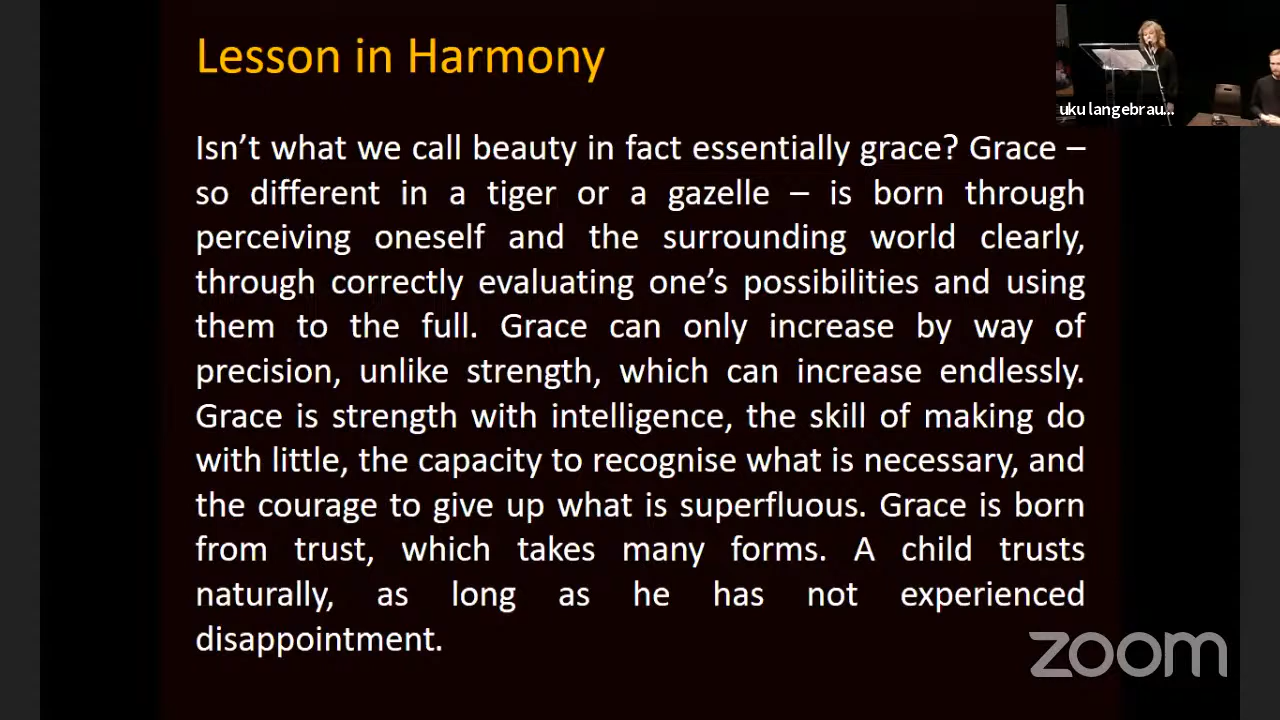 Lesson in Harmony
uku langebrau...
Isn’t what we call beauty in fact essentially grace? Grace –
so different in a tiger or a gazelle – is born through
perceiving oneself and the surrounding world clearly,
through correctly evaluating one’s possibilities and using
them to the full. Grace can only increase by way of
precision, unlike strength, which can increase endlessly.
Grace is strength with intelligence, the skill of making do
with little, the capacity to recognise what is necessary, and
the courage to give up what is superfluous. Grace is born
from trust, which takes many forms. A child trusts
naturally, as long as he has not experienced
disappointment.
zoom